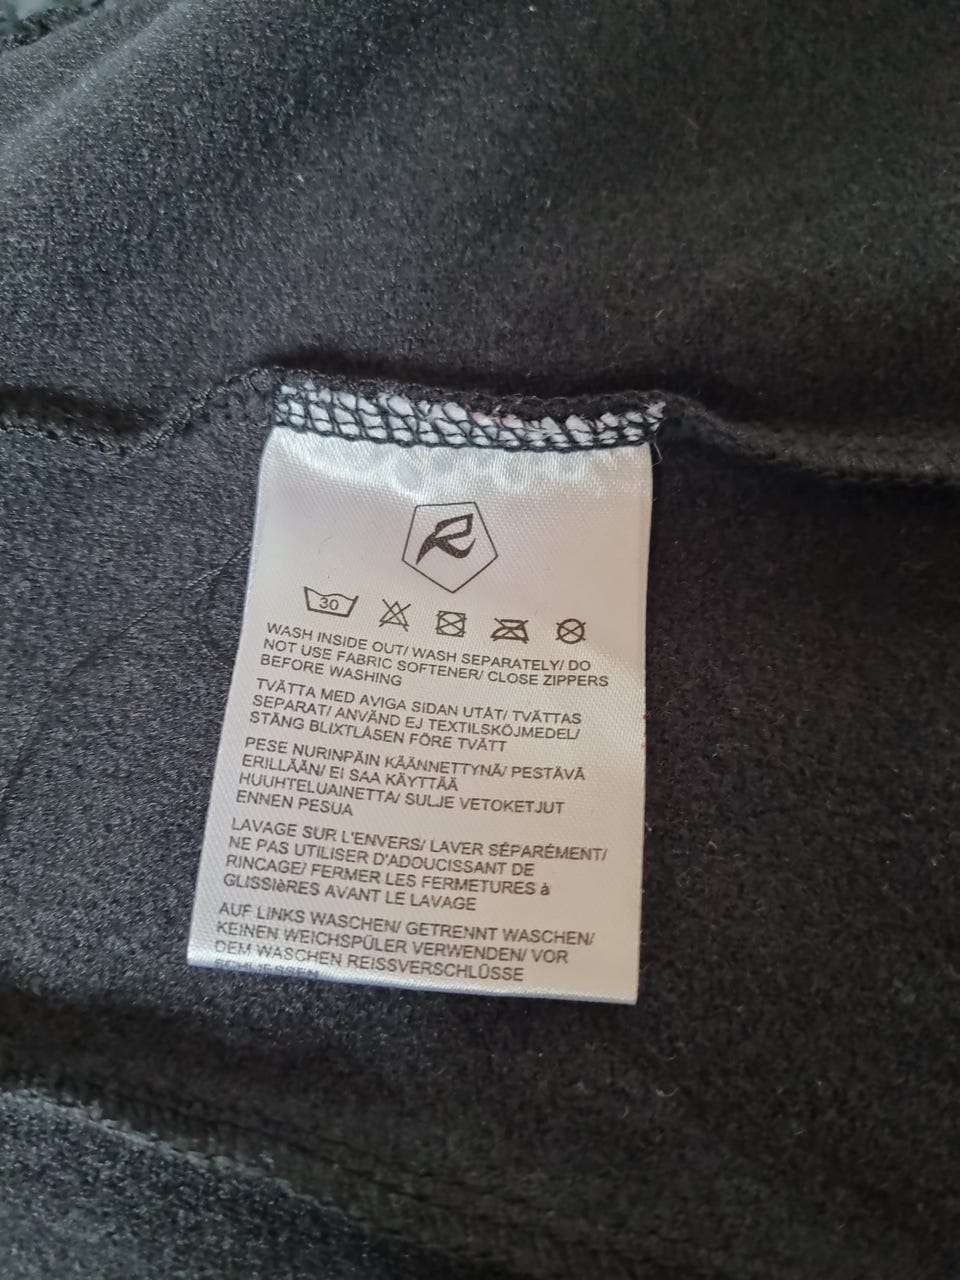 R
30
WASH INSIDE OUT/ WASH SEPARATELY/ DO
NOT USE FABRIC SOFTENER/ CLOSE ZIPPERS
BEFORE WASHING
TVÄTTA MED AVIGA SIDAN UTÅT/ TVÄTTAS
SEPARAT/ ANVÄND EJ TEXTILSKÖJMEDEL/
STÄNG BLIXTLÅSEN FÖRE TVÄTT
PESE NURINPÄIN KÄÄNNETTYNÄ/ PESTÄVÄ
ERILLÄÄN/ EI SAA KÄYTTÄÄ
HUUHTELUAINETTA/ SULJE VETOKETJUT
ENNEN PESUA
LAVAGE SUR L'ENVERS/ LAVER SÉPARÉMENT/
NE PAS UTILISER D'ADOUCISSANT DE
RINCAGE/ FERMER LES FERMETURES à
GLISSIèRES AVANT LE LAVAGE
AUF LINKS WASCHEN/ GETRENNT WASCHEN/
KEINEN WEICHSPÜLER VERWENDEN/ VOR
DEM WASCHEN REISSVERSCHLÜSSE
SCHLIESSEN